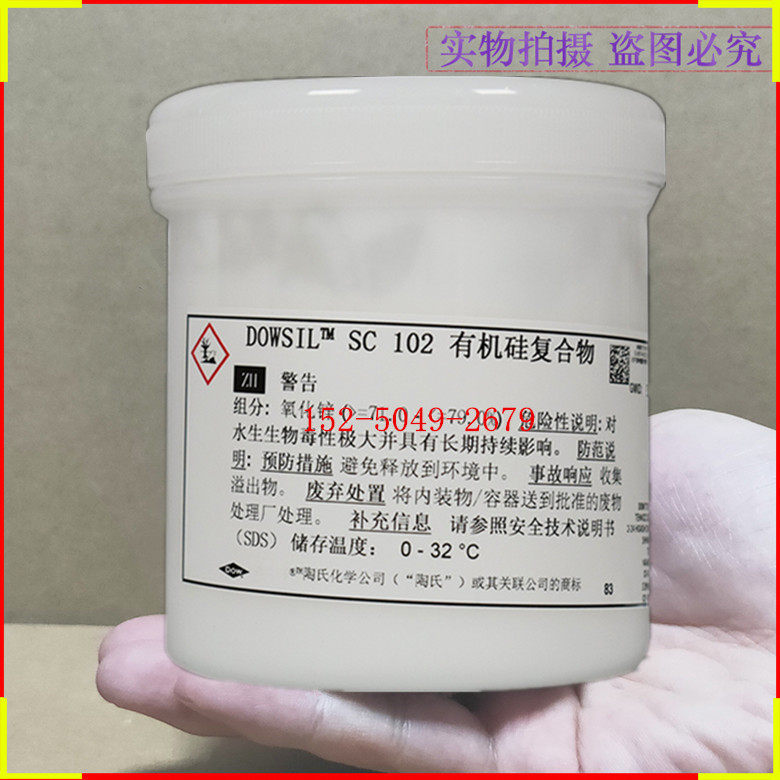 实物拍摄 盗图必究
DOWSIL™ SC 102 有机硅复合物
ZH 警告
组分: 氧化锌
152-5049-2679
危险性说明: 对
水生生物毒性极大并具有长期持续影响。 防范说
明: 预防措施 避免释放到环境中。 事故响应 收集
溢出物。 废弃处置 将内装物/容器送到批准的废物
处理厂处理。 补充信息 请参照安全技术说明书
(SDS) 储存温度: 0 - 32 °C
DOW
®™陶氏化学公司(“陶氏”)或其关联公司的商标 83